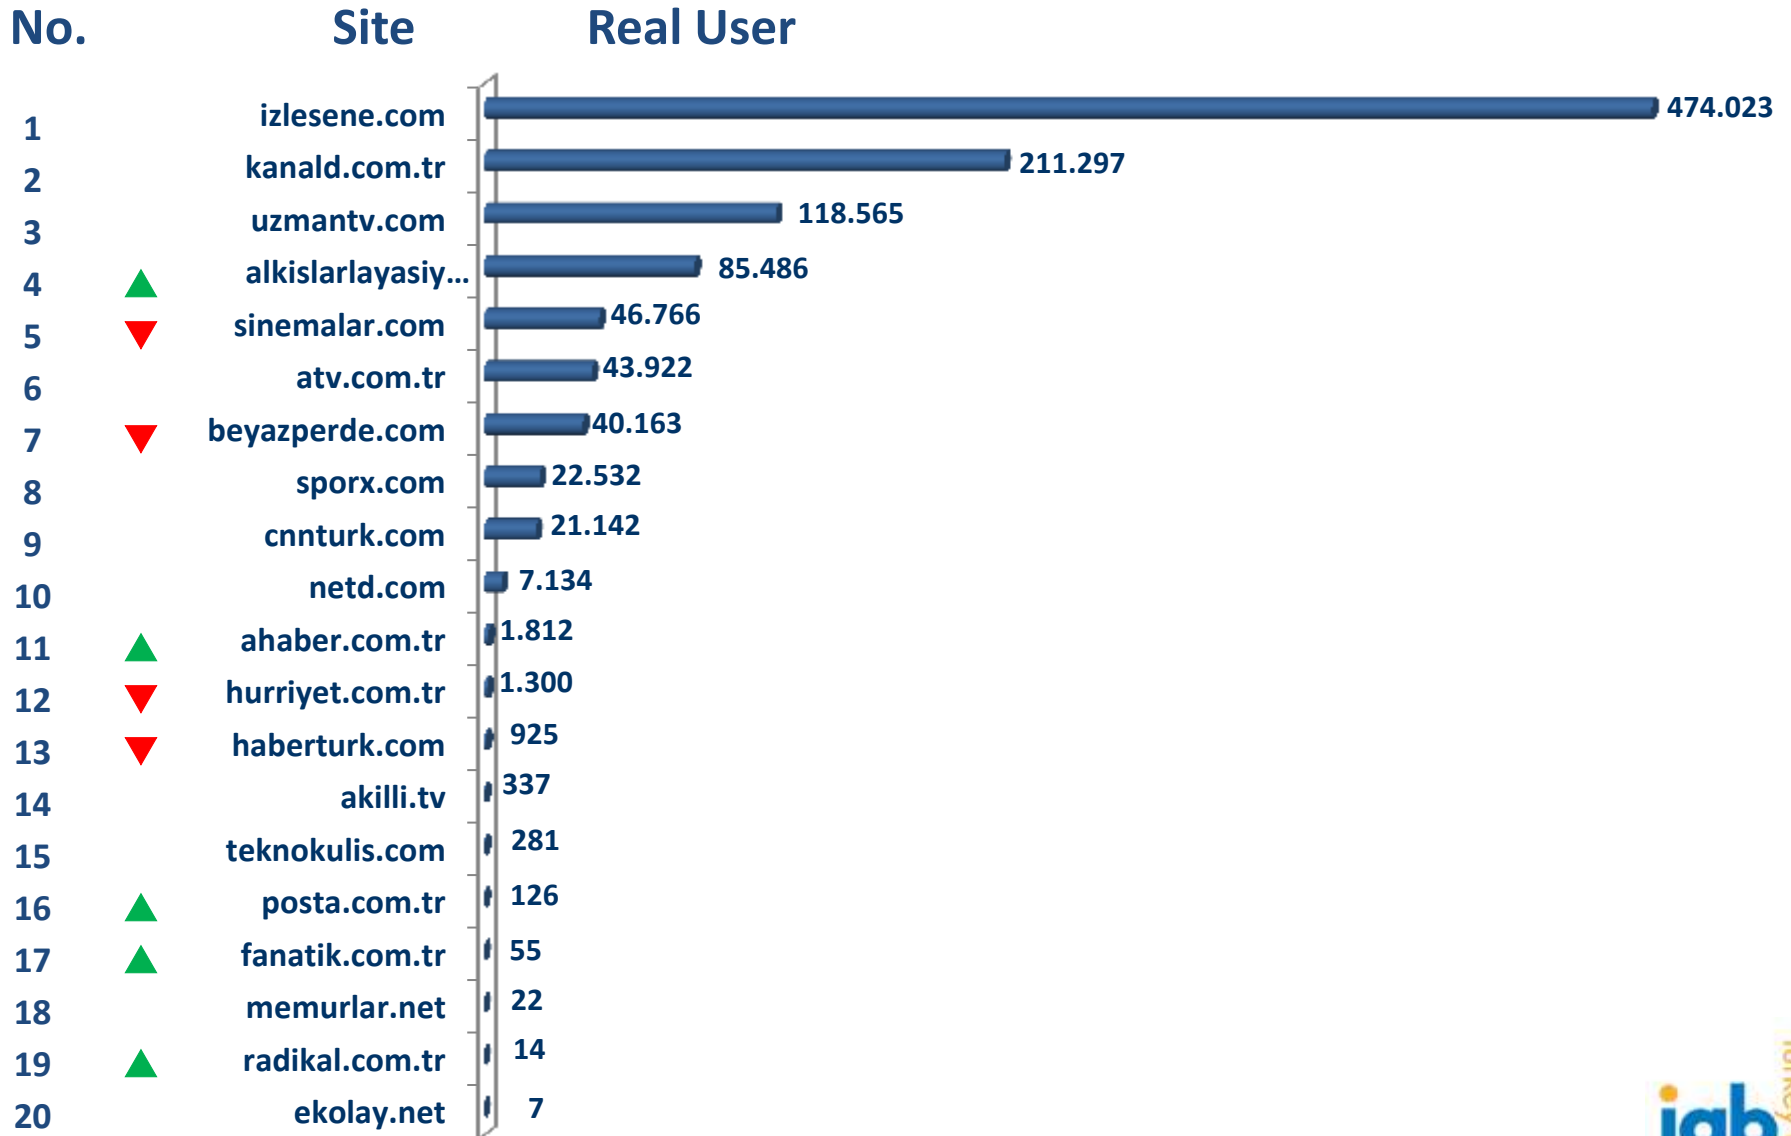 No. Site Real User
1 izlesene.com 474.023
2 kanald.com.tr 211.297
3 uzmantv.com 118.565
4 alkislarlayasiy... 85.486
5 sinemalar.com 46.766
6 atv.com.tr 43.922
7 beyazperde.com 40.163
8 sporx.com 22.532
9 cnnturk.com 21.142
10 netd.com 7.134
11 ahaber.com.tr 1.812
12 hurriyet.com.tr 1.300
13 haberturk.com 925
14 akilli.tv 337
15 teknokulis.com 281
16 posta.com.tr 126
17 fanatik.com.tr 55
18 memurlar.net 22
19 radikal.com.tr 14
20 ekolay.net 7
iab